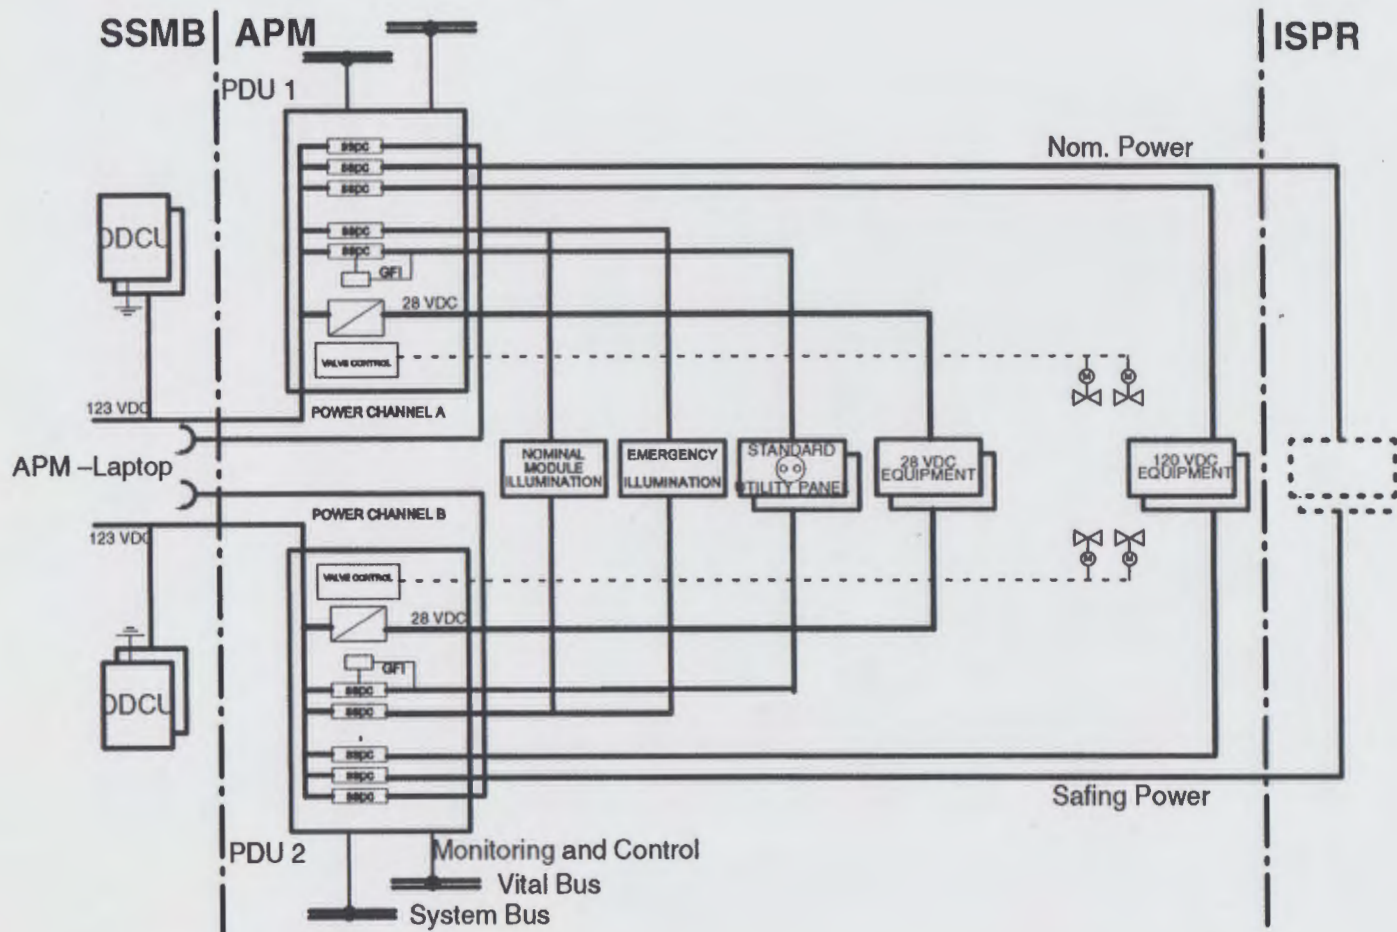 SSMB APM ISPR
PDU 1
sspc
sspc
sspc
sspc
sspc
GFI
28 VDC
VALVE CONTROL
Nom. Power
DDCU
123 VDC
POWER CHANNEL A
APM –Laptop
NOMINAL
MODULE
ILLUMINATION
EMERGENCY
ILLUMINATION
STANDARD
UTILITY PANEL
28 VDC
EQUIPMENT
120 VDC
EQUIPMENT
M M
POWER CHANNEL B
123 VDC
M M
VALVE CONTROL
28 VDC
GFI
DDCU
sspc
sspc
sspc
sspc
sspc
Safing Power
PDU 2
Monitoring and Control
Vital Bus
System Bus